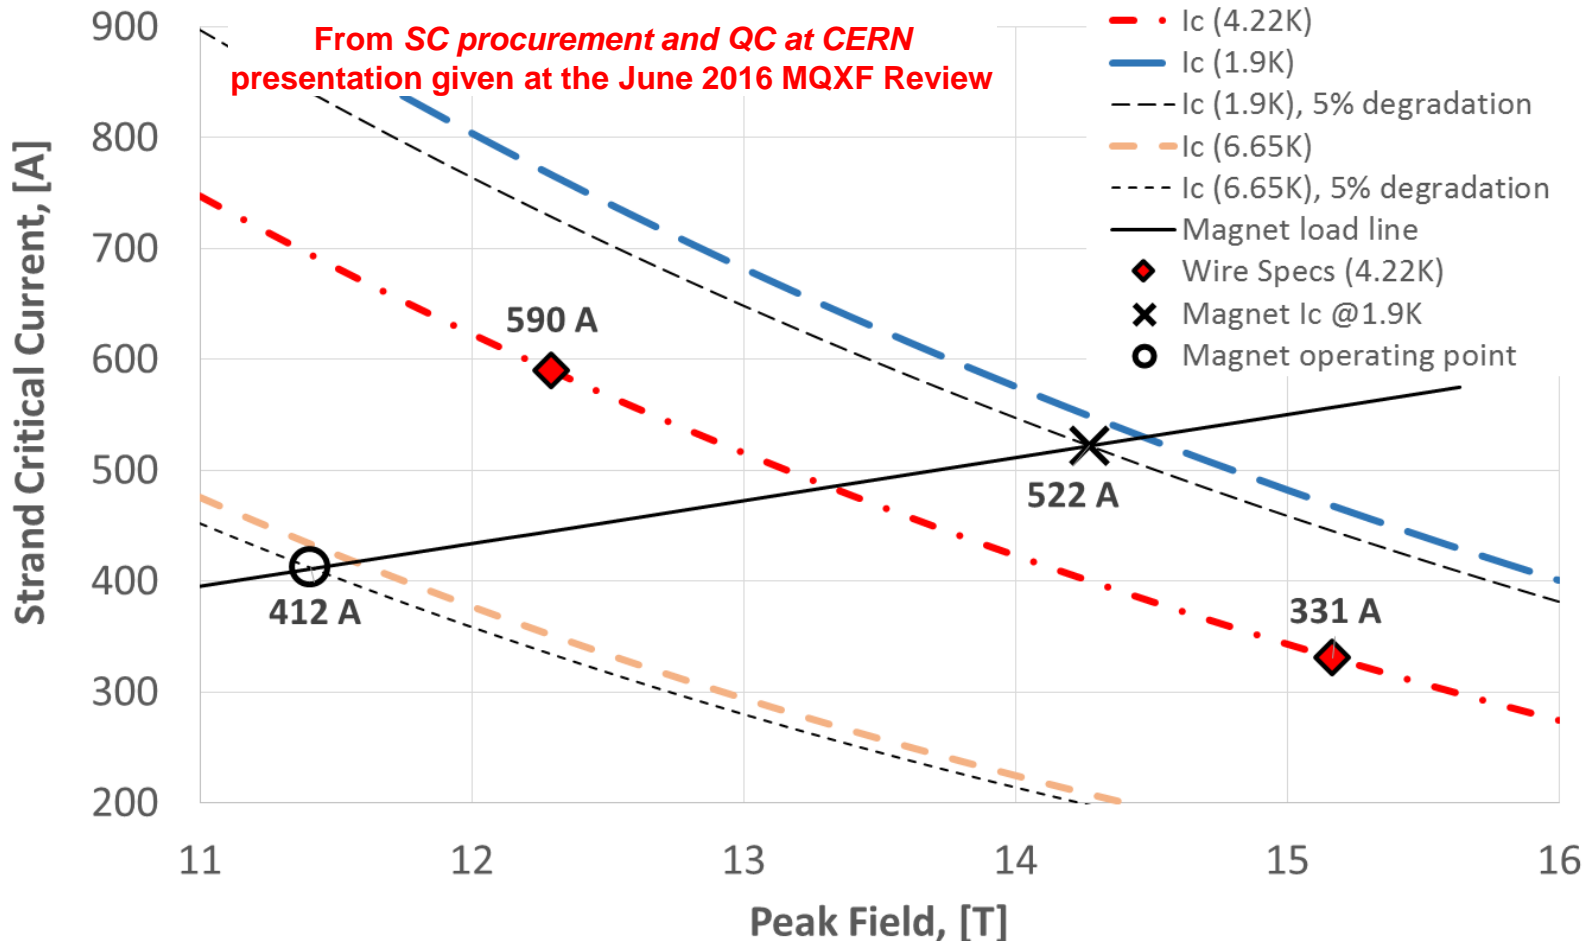 From SC procurement and QC at CERN
presentation given at the June 2016 MQXF Review
Ic (4.22K)
Ic (1.9K)
Ic (1.9K), 5% degradation
Ic (6.65K)
Ic (6.65K), 5% degradation
Magnet load line
Wire Specs (4.22K)
Magnet Ic @1.9K
Magnet operating point
Strand Critical Current, [A]
900
800
700
600
500
400
300
200
590 A
522 A
412 A
331 A
11
12
13
14
15
16
Peak Field, [T]